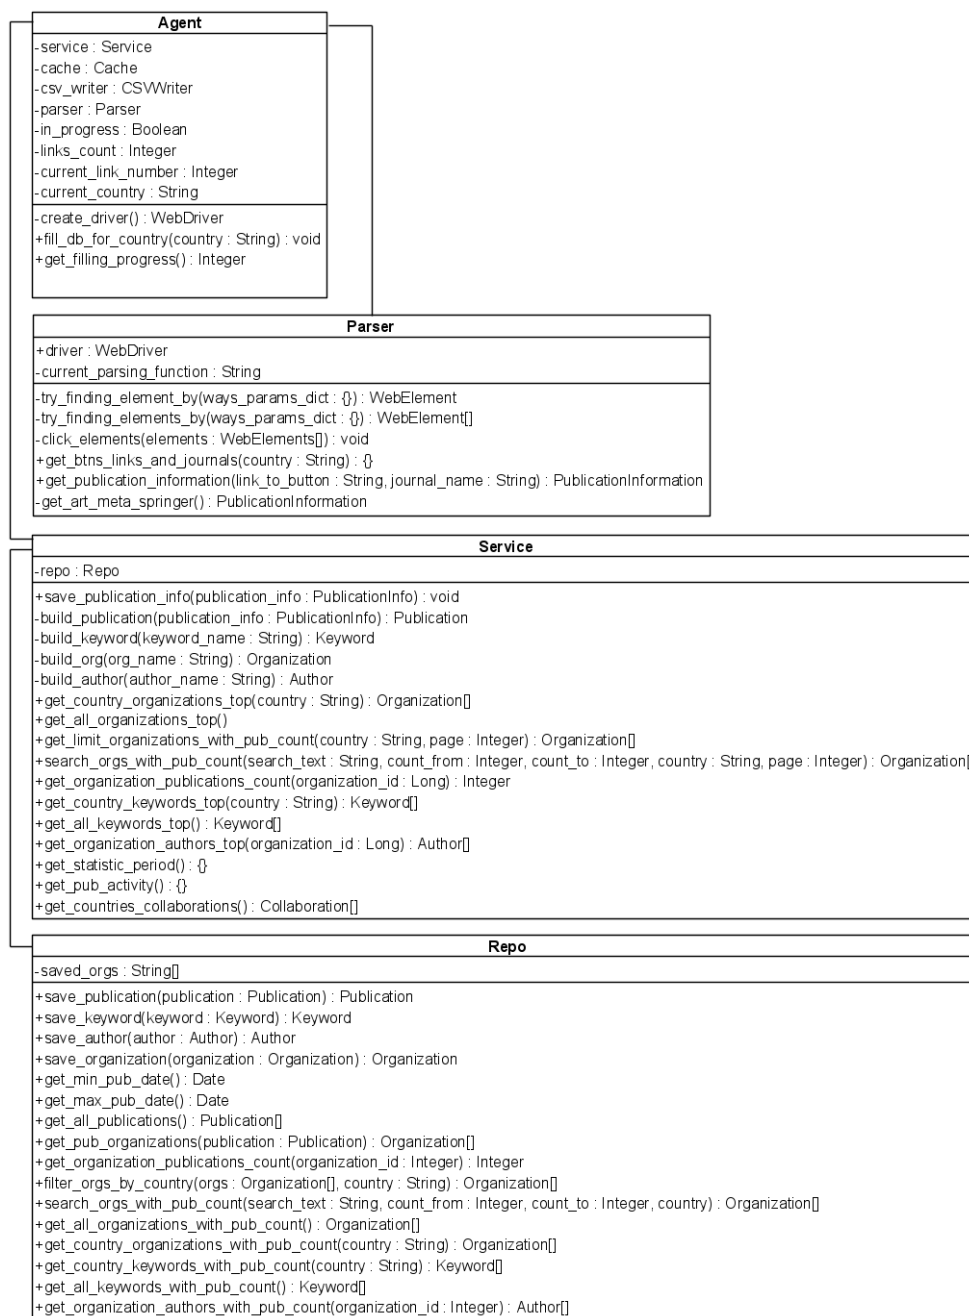 Agent
-service : Service
-cache : Cache
-csv_writer : CSVWriter
-parser : Parser
-in_progress : Boolean
-links_count : Integer
-current_link_number : Integer
-current_country : String
-create_driver() : WebDriver
+fill_db_for_country(country : String) : void
+get_filling_progress() : Integer
Parser
+driver : WebDriver
-current_parsing_function : String
-try_finding_element_by(ways_params_dict : {}) : WebElement
-try_finding_elements_by(ways_params_dict : {}) : WebElement[]
-click_elements(elements : WebElements[]) : void
+get_btns_links_and_journals(country : String) : {}
+get_publication_information(link_to_button : String, journal_name : String) : PublicationInformation
-get_art_meta_springer() : PublicationInformation
Service
-repo : Repo
+save_publication_info(publication_info : PublicationInfo) : void
-build_publication(publication_info : PublicationInfo) : Publication
-build_keyword(keyword_name : String) : Keyword
-build_org(org_name : String) : Organization
-build_author(author_name : String) : Author
+get_country_organizations_top(country : String) : Organization[]
+get_all_organizations_top()
+get_limit_organizations_with_pub_count(country : String, page : Integer) : Organization[]
+search_orgs_with_pub_count(search_text : String, count_from : Integer, count_to : Integer, country : String, page : Integer) : Organization[
+get_organization_publications_count(organization_id : Long) : Integer
+get_country_keywords_top(country : String) : Keyword[]
+get_all_keywords_top() : Keyword[]
+get_organization_authors_top(organization_id : Long) : Author[]
+get_statistic_period() : {}
+get_pub_activity() : {}
+get_countries_collaborations() : Collaboration[]
Repo
-saved_orgs : String[]
+save_publication(publication : Publication) : Publication
+save_keyword(keyword : Keyword) : Keyword
+save_author(author : Author) : Author
+save_organization(organization : Organization) : Organization
+get_min_pub_date() : Date
+get_max_pub_date() : Date
+get_all_publications() : Publication[]
+get_pub_organizations(publication : Publication) : Organization[]
+get_organization_publications_count(organization_id : Integer) : Integer
+filter_orgs_by_country(orgs : Organization[], country : String) : Organization[]
+search_orgs_with_pub_count(search_text : String, count_from : Integer, count_to : Integer, country) : Organization[]
+get_all_organizations_with_pub_count() : Organization[]
+get_country_organizations_with_pub_count(country : String) : Organization[]
+get_country_keywords_with_pub_count(country : String) : Keyword[]
+get_all_keywords_with_pub_count() : Keyword[]
+get_organization_authors_with_pub_count(organization_id : Integer) : Author[]